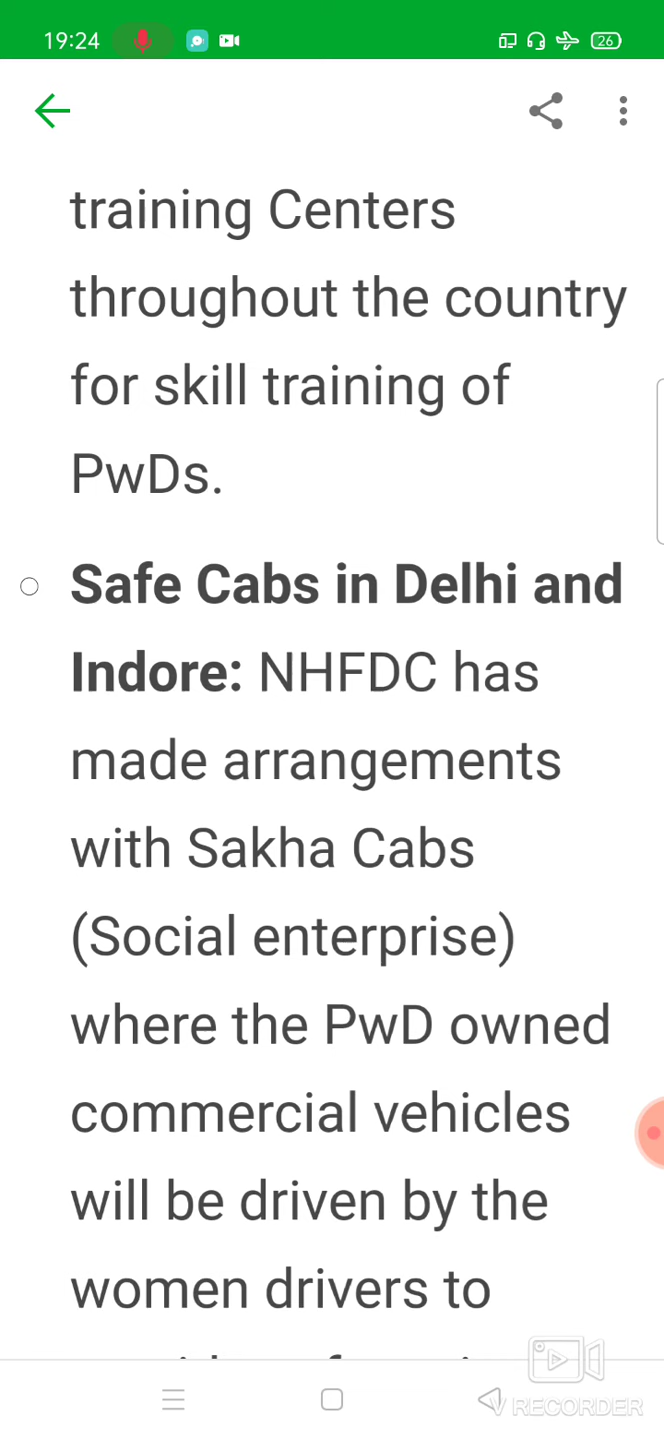 19:24
26
training Centers
throughout the country
for skill training of
PwDs.
Safe Cabs in Delhi and
Indore: NHFDC has
made arrangements
with Sakha Cabs
(Social enterprise)
where the PwD owned
commercial vehicles
will be driven by the
women drivers to
V RECORDER